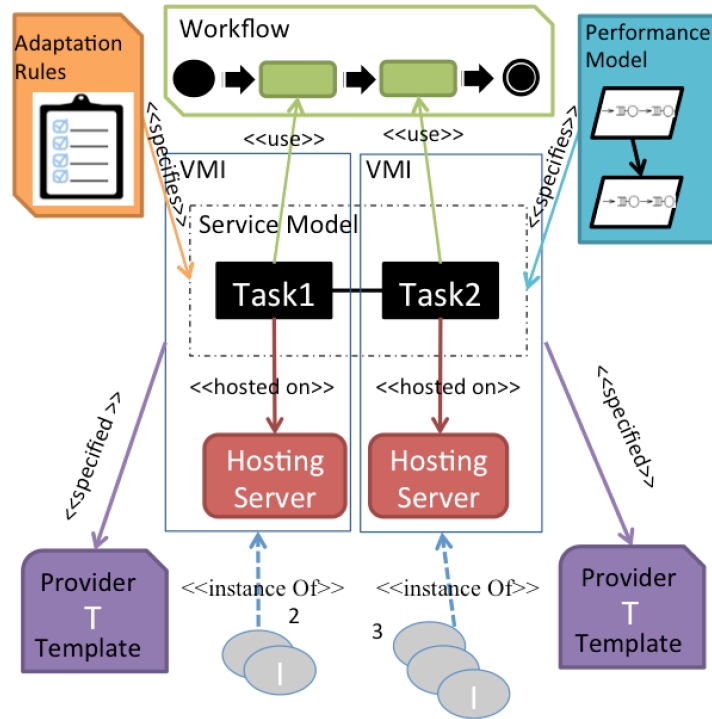 Workflow
Adaptation
Rules
Performance
Model
<<specifies>>
<<use>>
<<use>>
<<specifies>>
VMI
VMI
Service Model
Task1
Task2
<<hosted on>>
<<hosted on>>
<<specified >>
<<specified>>
Hosting
Server
Hosting
Server
Provider
T
Template
<<instance Of>>
2
I
<<instance Of>>
3
I
Provider
T
Template